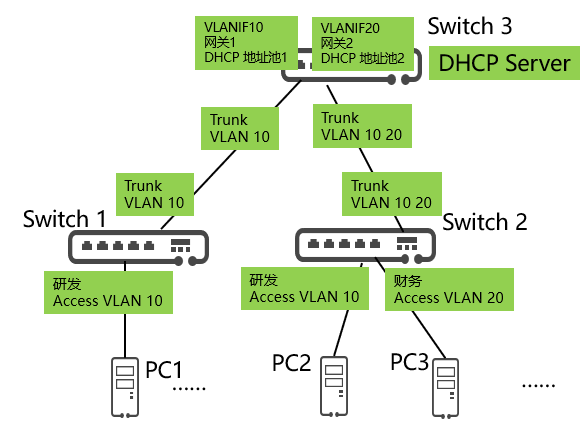 VLANIF10
网关1
DHCP 地址池1
VLANIF20
网关2
DHCP 地址池2
Switch 3
DHCP Server
Trunk
VLAN 10
Trunk
VLAN 10 20
Trunk
VLAN 10
Trunk
VLAN 10 20
Switch 1
Switch 2
研发
Access VLAN 10
研发
Access VLAN 10
财务
Access VLAN 20
PC1
......
PC2
PC3
......